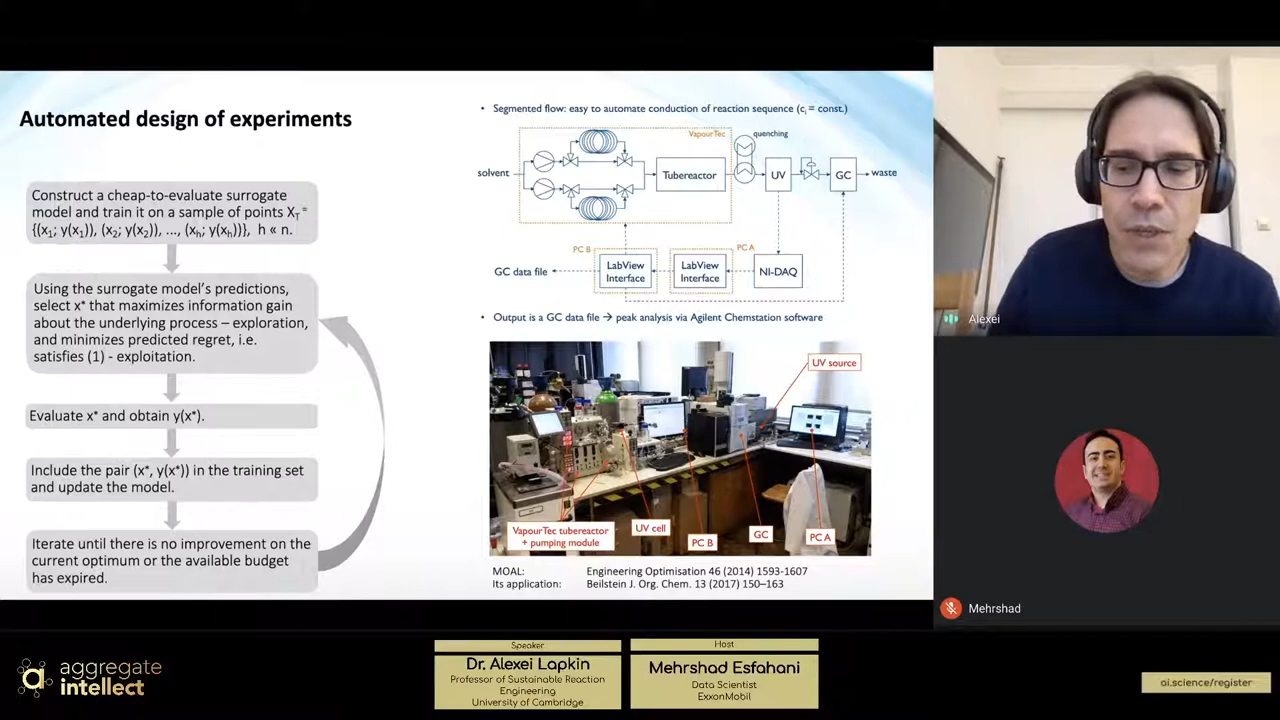 Automated design of experiments
Construct a cheap-to-evaluate surrogate
model and train it on a sample of points X_T =
{(x₁; y(x₁)), (x₂; y(x₂)), ..., (xₕ; y(xₕ))}, h ≪ n.
Using the surrogate model's predictions,
select x* that maximizes information gain
about the underlying process – exploration,
and minimizes predicted regret, i.e.
satisfies (1) - exploitation.
Evaluate x* and obtain y(x*).
Include the pair (x*, y(x*)) in the training set
and update the model.
Iterate until there is no improvement on the
current optimum or the available budget
has expired.
• Segmented flow: easy to automate conduction of reaction sequence (cᵢ = const.)
VapourTec
quenching
solvent
Tubereactor
UV
GC
waste
PC B
PC A
GC data file
LabView
Interface
LabView
Interface
NI-DAQ
• Output is a GC data file → peak analysis via Agilent Chemstation software
UV source
VapourTec tubereactor
+ pumping module
UV cell
PC B
GC
PC A
MOAL: Engineering Optimisation 46 (2014) 1593-1607
Its application: Beilstein J. Org. Chem. 13 (2017) 150–163
Alexei
Mehrshad
aggregate
intellect
Speaker
Dr. Alexei Lapkin
Professor of Sustainable Reaction
Engineering
University of Cambridge
Host
Mehrshad Esfahani
Data Scientist
ExxonMobil
ai.science/register